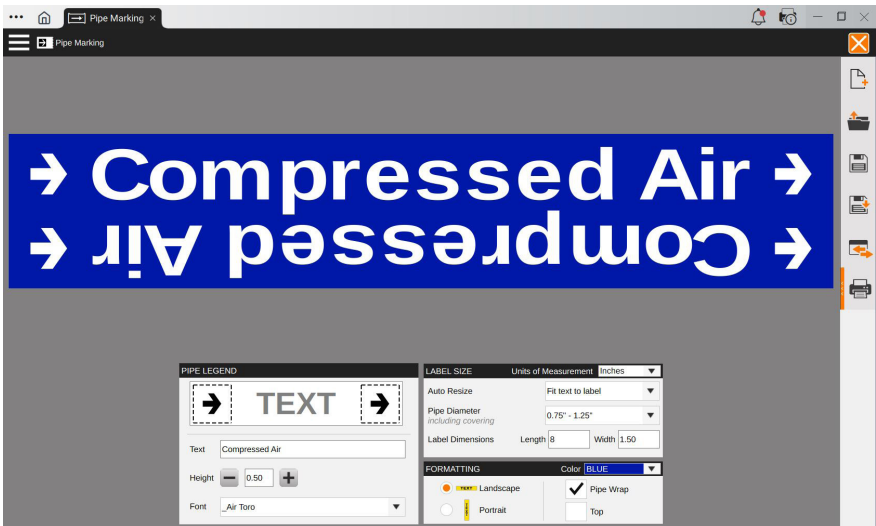 Pipe Marking
Pipe Marking
Compressed Air
Compressed Air
PIPE LEGEND
TEXT
Text Compressed Air
Height 0.50
Font _Air Toro
LABEL SIZE Units of Measurement Inches
Auto Resize Fit text to label
Pipe Diameter 0.75" - 1.25"
including covering
Label Dimensions Length 8 Width 1.50
FORMATTING Color BLUE
TEXT Landscape Pipe Wrap
TEXT Portrait Top